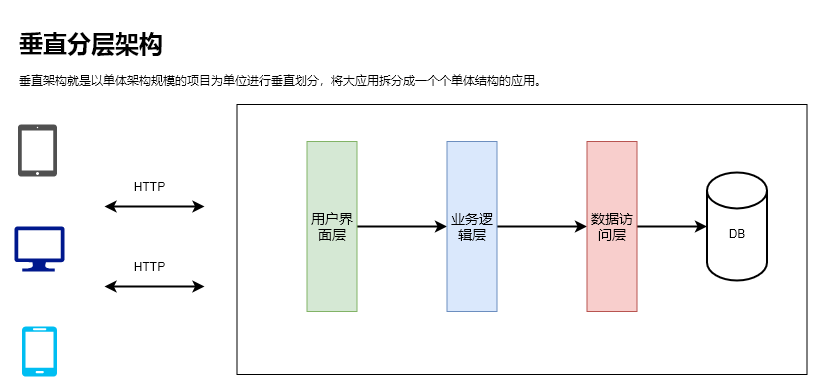 垂直分层架构
垂直架构就是以单体架构规模的项目为单位进行垂直划分，将大应用拆分成一个个单体结构的应用。
HTTP
HTTP
用户界
面层
业务逻
辑层
数据访
问层
DB